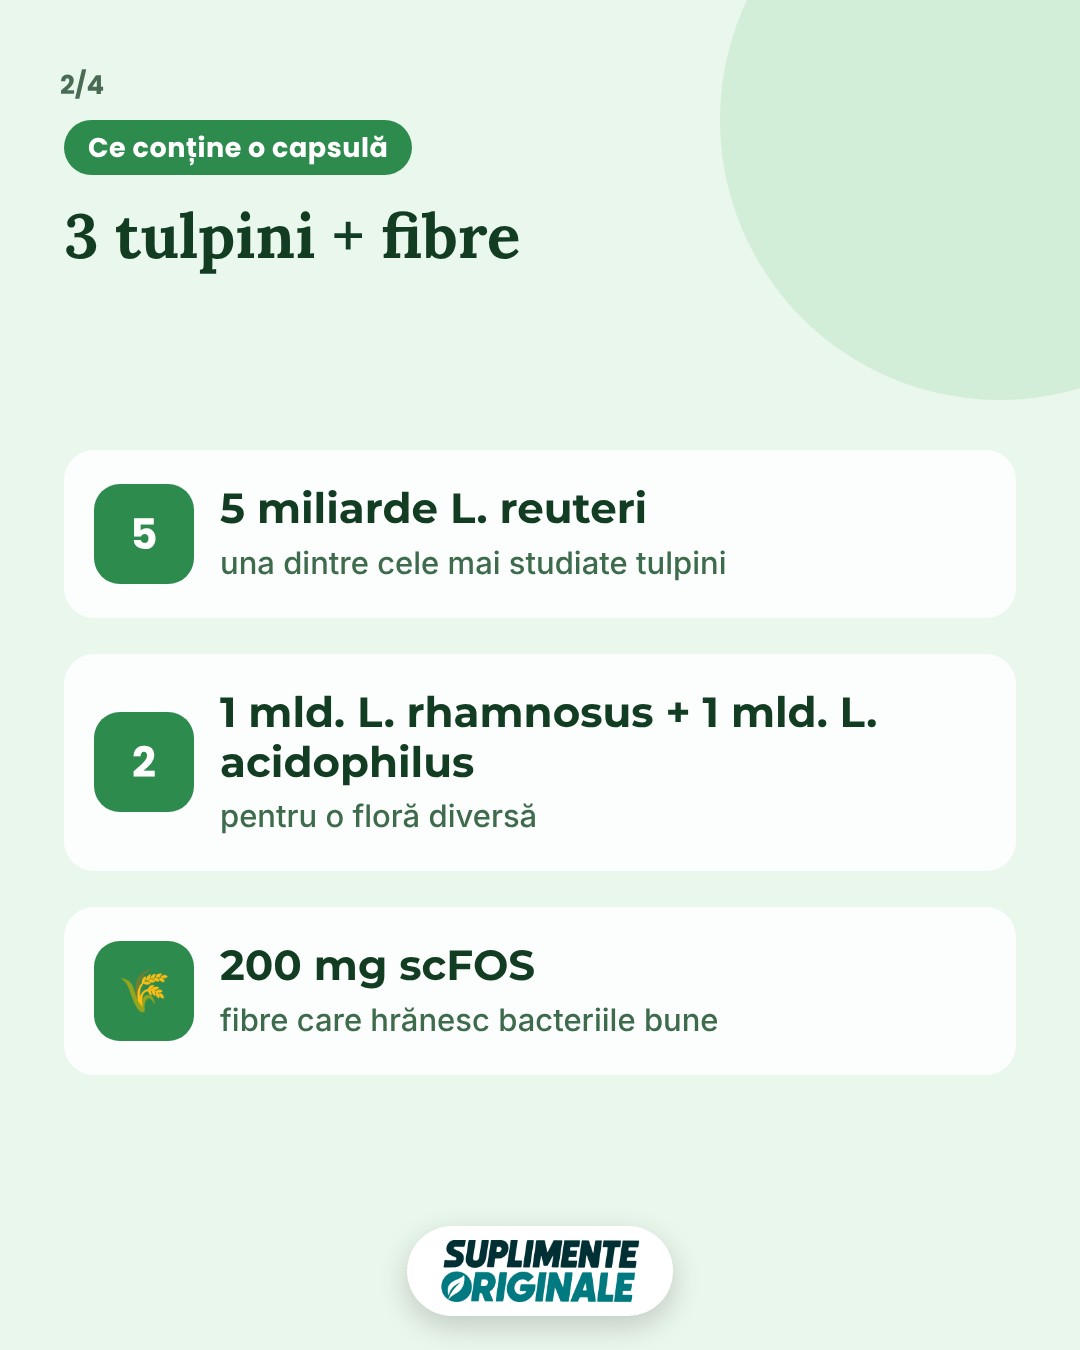 2/4
Ce conține o capsulă
3 tulpini + fibre
5
5 miliarde L. reuteri
una dintre cele mai studiate tulpini
2
1 mld. L. rhamnosus + 1 mld. L.
acidophilus
pentru o floră diversă
200 mg scFOS
fibre care hrănesc bacteriile bune
SUPLIMENTE
ORIGINALE